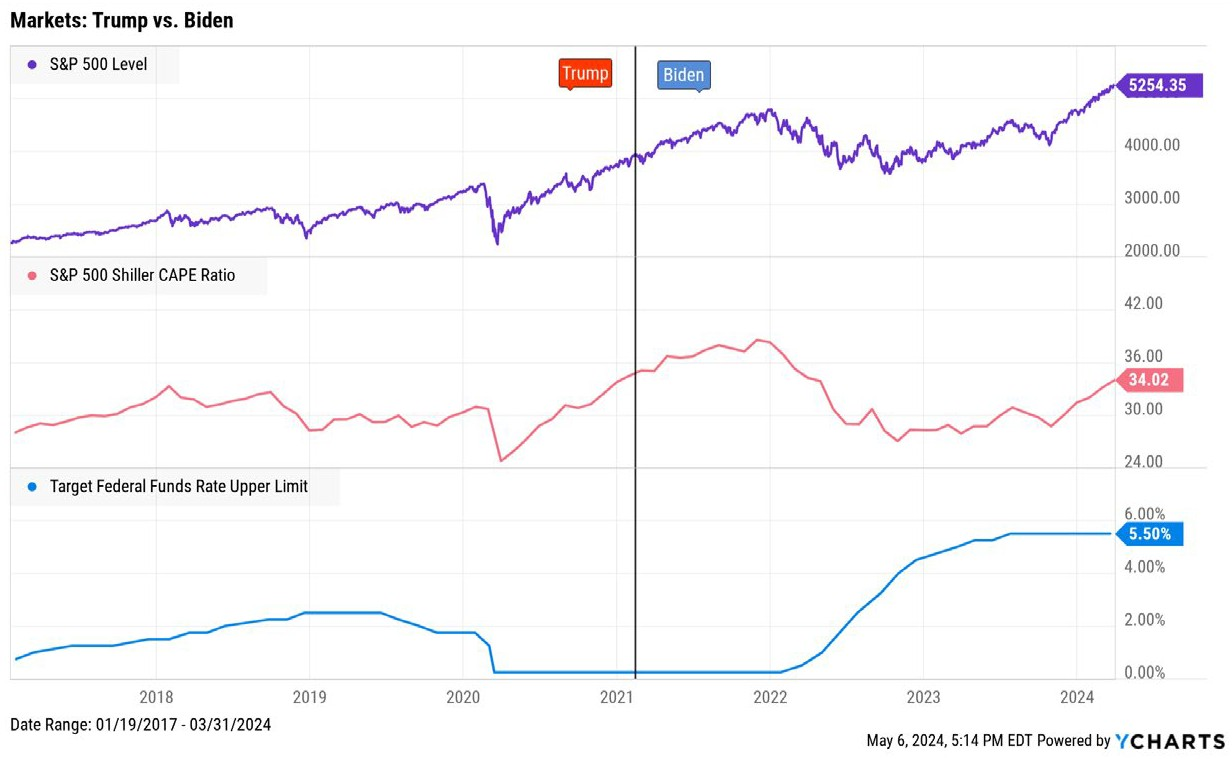 Markets: Trump vs. Biden
S&P 500 Level
Trump
Biden
5254.35
4000.00
3000.00
2000.00
S&P 500 Shiller CAPE Ratio
42.00
36.00
34.02
30.00
24.00
Target Federal Funds Rate Upper Limit
6.00%
5.50%
4.00%
2.00%
0.00%
2018 2019 2020 2021 2022 2023 2024
Date Range: 01/19/2017 - 03/31/2024
May 6, 2024, 5:14 PM EDT Powered by YCHARTS